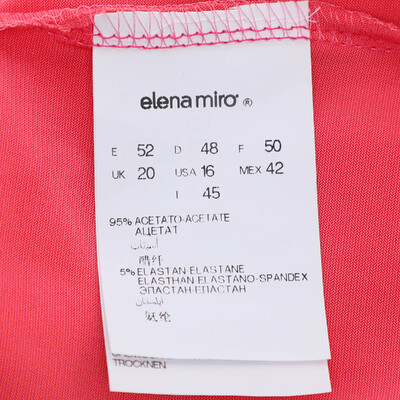 elena miro®
E 52 D 48 F 50
UK 20 USA 16 MEX 42
I 45
95% ACETATO-ACETATE
АЦЕТАТ
5% ELASTAN-ELASTANE
ELASTHAN-ELASTANO-SPANDEX
ЭЛАСТАН-ЕЛАСТАН
TROCKNEN